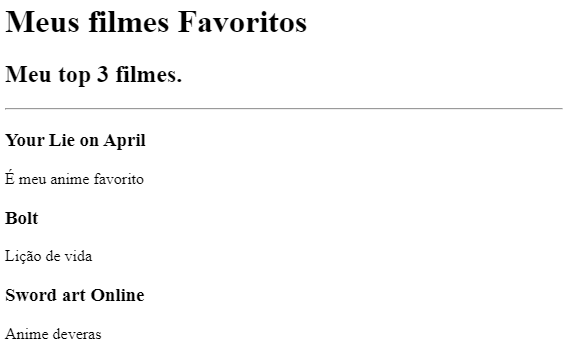 Meus filmes Favoritos
Meu top 3 filmes.
Your Lie on April
É meu anime favorito
Bolt
Lição de vida
Sword art Online
Anime deveras